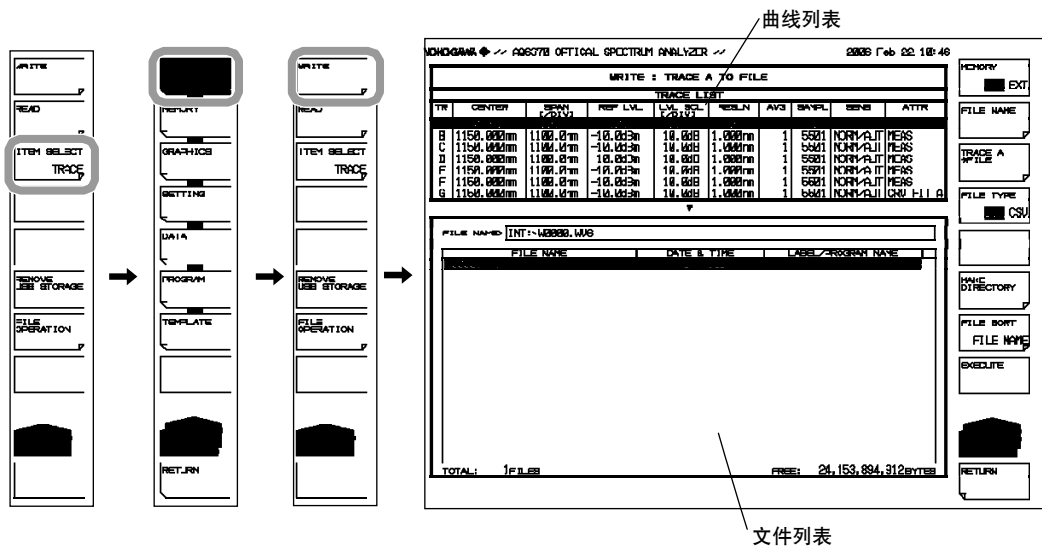 曲线列表
WRITE
READ
ITEM SELECT
TRACE
REMOVE
USB STORAGE
FILE
OPERATION
MEMORY
GRAPHICS
SETTING
DATA
PROGRAM
TEMPLATE
RETURN
WRITE
READ
ITEM SELECT
TRACE
REMOVE
USB STORAGE
FILE
OPERATION
YOKOGAWA // AQ6370 OPTICAL SPECTRUM ANALYZER // 2006 Feb 22 10:46
WRITE : TRACE A TO FILE
TRACE LIST
TR CENTER SPAN REF LVL LVL SCL RESLN AVG SAMPL SENS ATTR
[/DIV] [/DIV]
B 1150.000nm 1100.0nm -10.0dBm 10.0dB 1.000nm 1 5501 NORM/AUT MEAS
C 1150.000nm 1100.0nm -10.0dBm 10.0dB 1.000nm 1 5501 NORM/AUT MEAS
D 1150.000nm 1100.0nm 10.0dBm 10.0dB 1.000nm 1 5501 NORM/AUT MEAS
E 1150.000nm 1100.0nm -10.0dBm 10.0dB 1.000nm 1 5501 NORM/AUT MEAS
F 1150.000nm 1100.0nm -10.0dBm 10.0dB 1.000nm 1 5501 NORM/AUT MEAS
G 1150.000nm 1100.0nm -10.0dBm 10.0dB 1.000nm 1 5501 NORM/AUT CRV FIT A
FILE NAME INT:\W0000.WVG
FILE NAME DATE & TIME LABEL/PROGRAM NAME
TOTAL: 1FILES FREE: 24,153,894,912BYTES
MEMORY
EXT
FILE NAME
TRACE A
→FILE
FILE TYPE
CSV
MAKE
DIRECTORY
FILE SORT
FILE NAME
EXECUTE
RETURN
文件列表